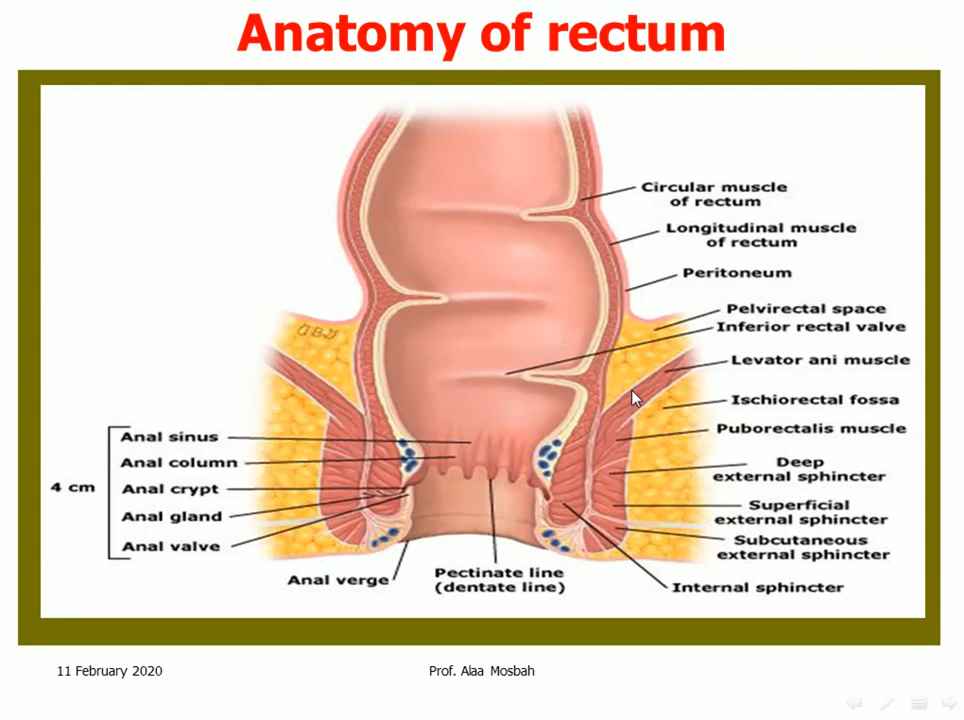 Anatomy of rectum
Circular muscle
of rectum
Longitudinal muscle
of rectum
Peritoneum
Pelvirectal space
Inferior rectal valve
Levator ani muscle
Ischiorectal fossa
Puborectalis muscle
Deep
external sphincter
Superficial
external sphincter
Subcutaneous
external sphincter
Internal sphincter
4 cm
Anal sinus
Anal column
Anal crypt
Anal gland
Anal valve
Anal verge
Pectinate line
(dentate line)
11 February 2020
Prof. Alaa Mosbah